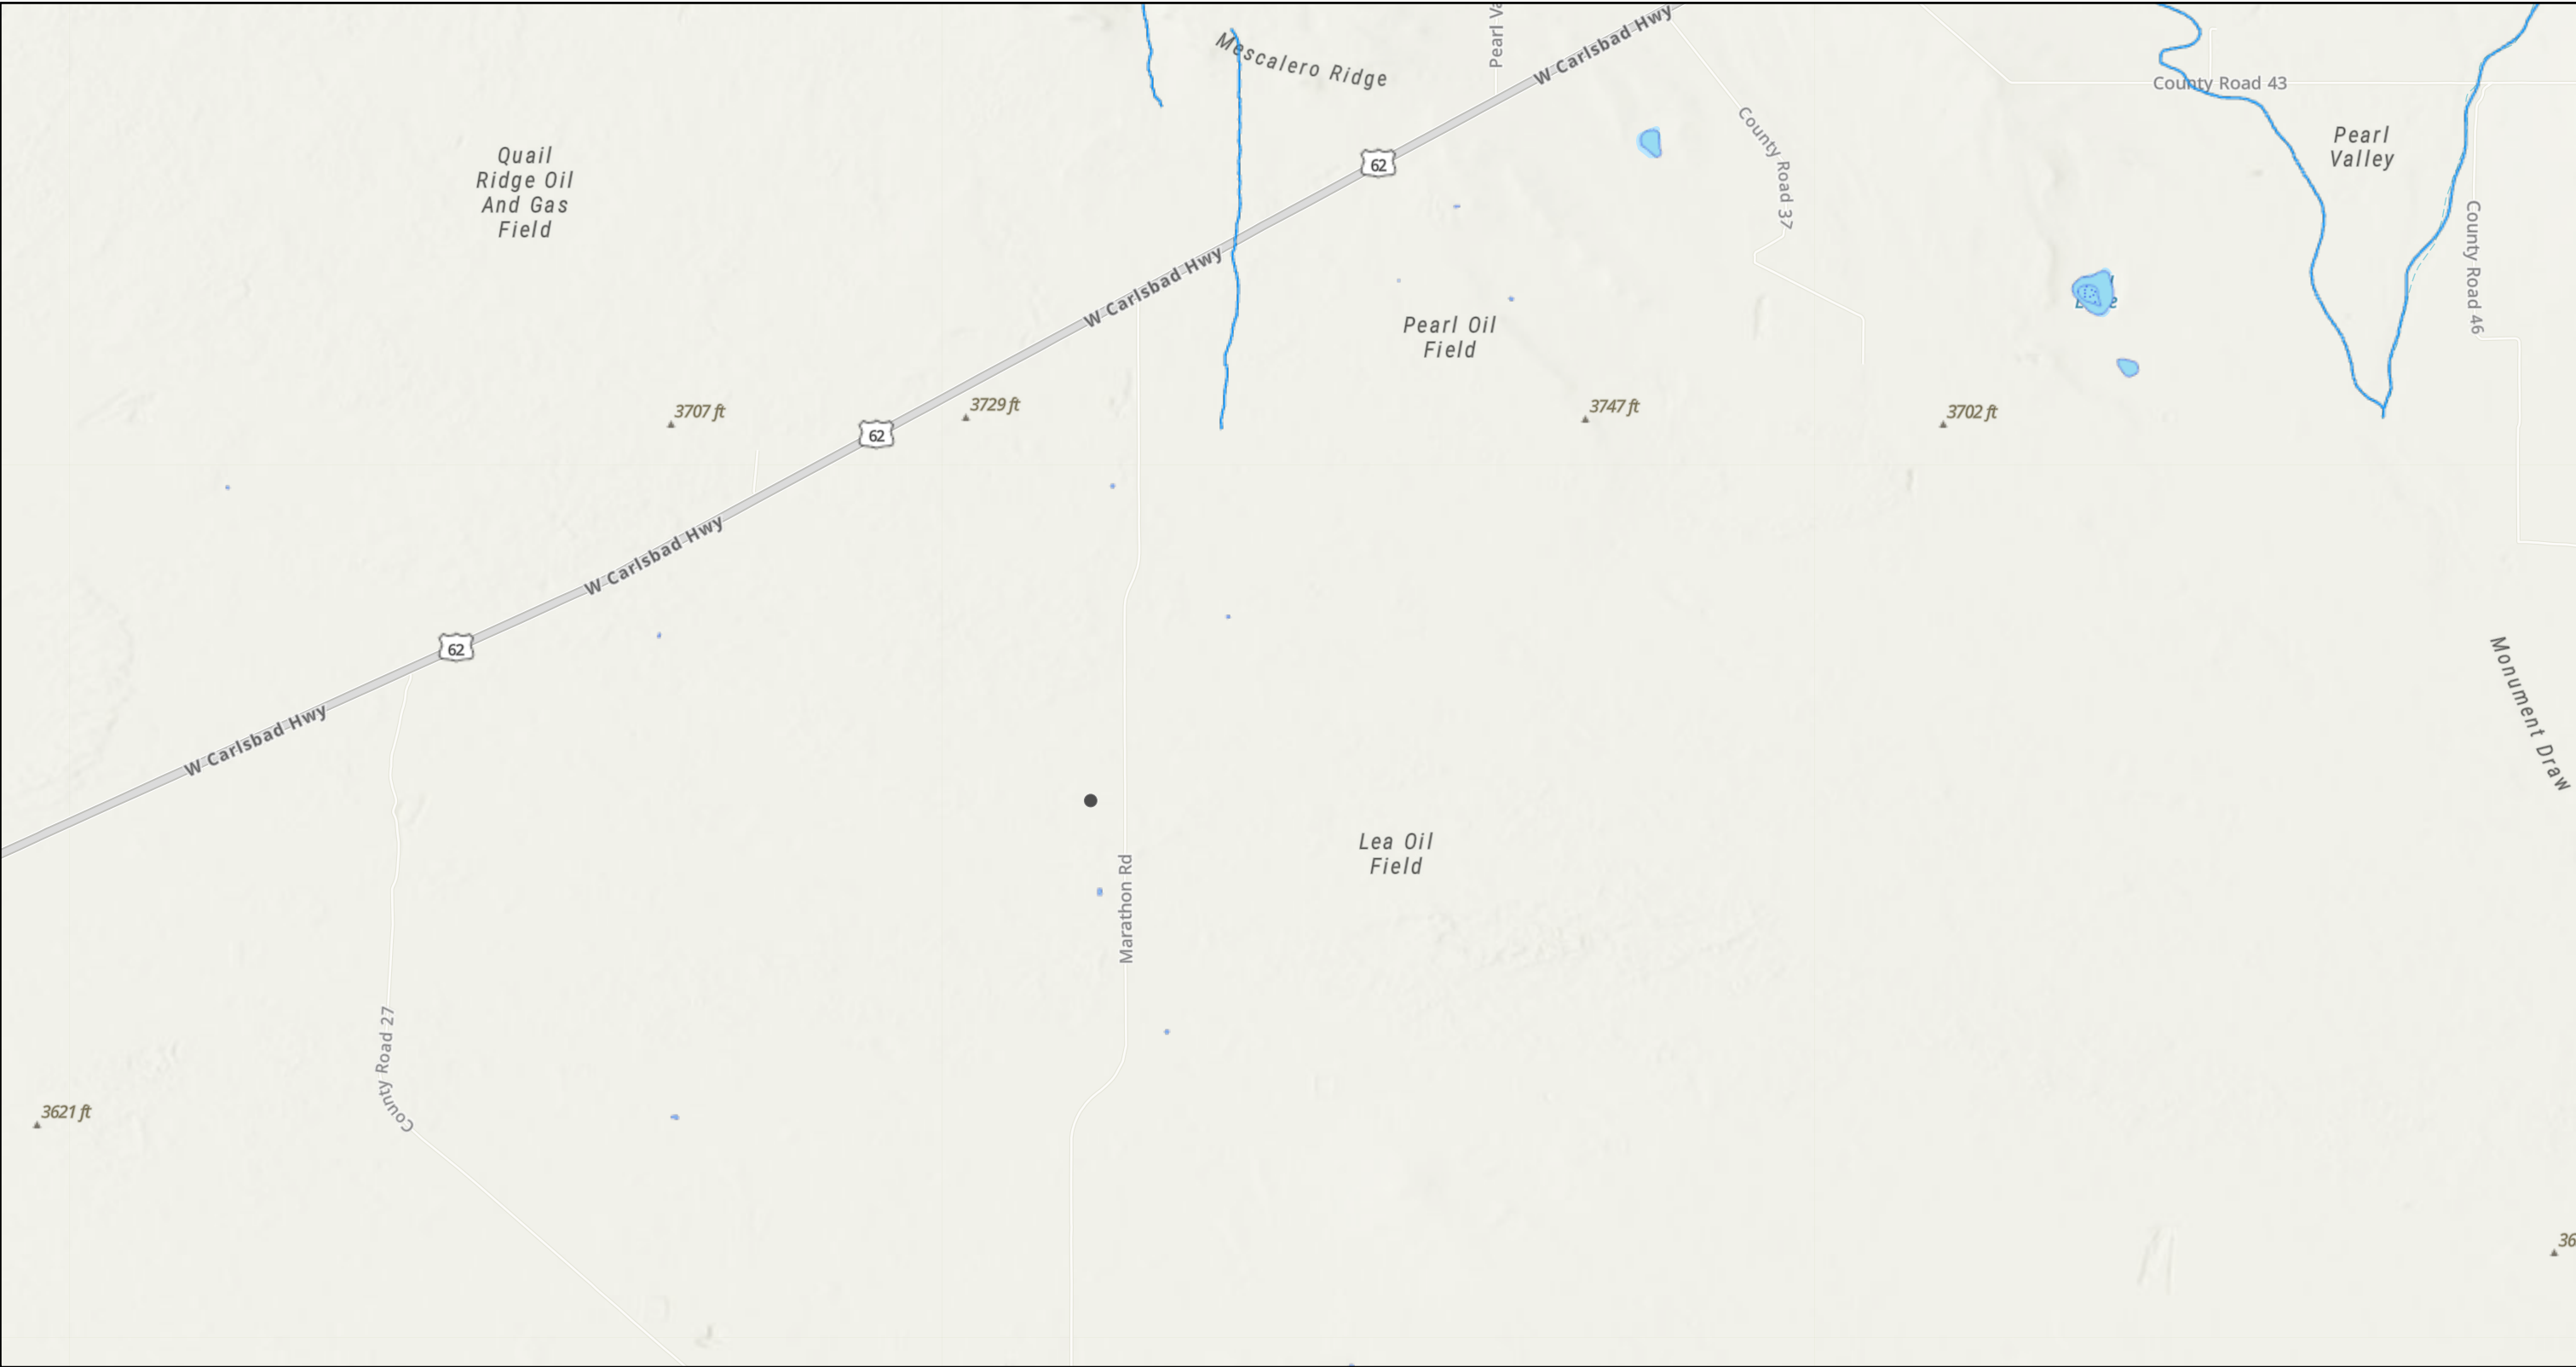 Pearl
W Carlsbad Hwy
Mescalero Ridge
County Road 43
County Road 37
Pearl
Valley
Quail
Ridge Oil
And Gas
Field
62
County Road 46
W Carlsbad Hwy
Pearl Oil
Field
3707 ft
3729 ft
3747 ft
3702 ft
62
W Carlsbad Hwy
62
Monument Draw
W Carlsbad Hwy
Lea Oil
Field
Marathon Rd
County Road 27
3621 ft
36